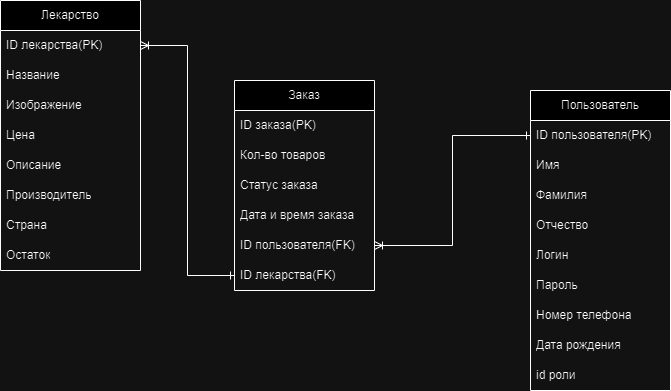 Лекарство
ID лекарства(PK)
Название
Изображение
Цена
Описание
Производитель
Страна
Остаток
Заказ
ID заказа(PK)
Кол-во товаров
Статус заказа
Дата и время заказа
ID пользователя(FK)
ID лекарства(FK)
Пользователь
ID пользователя(PK)
Имя
Фамилия
Отчество
Логин
Пароль
Номер телефона
Дата рождения
id роли